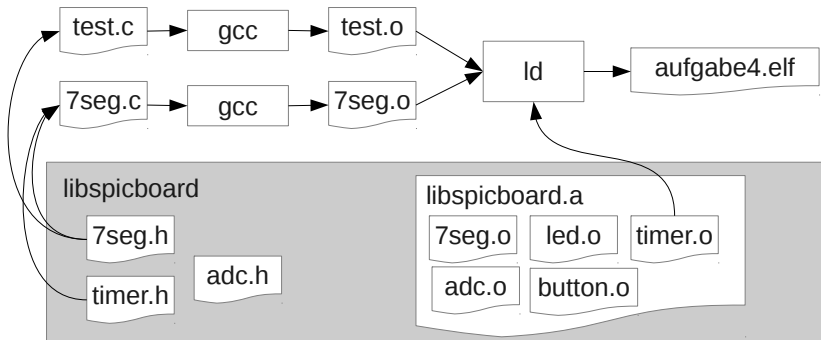 test.c
gcc
test.o
ld
aufgabe4.elf
7seg.c
gcc
7seg.o
libspicboard
libspicboard.a
7seg.h
7seg.o
led.o
timer.o
adc.h
timer.h
adc.o
button.o